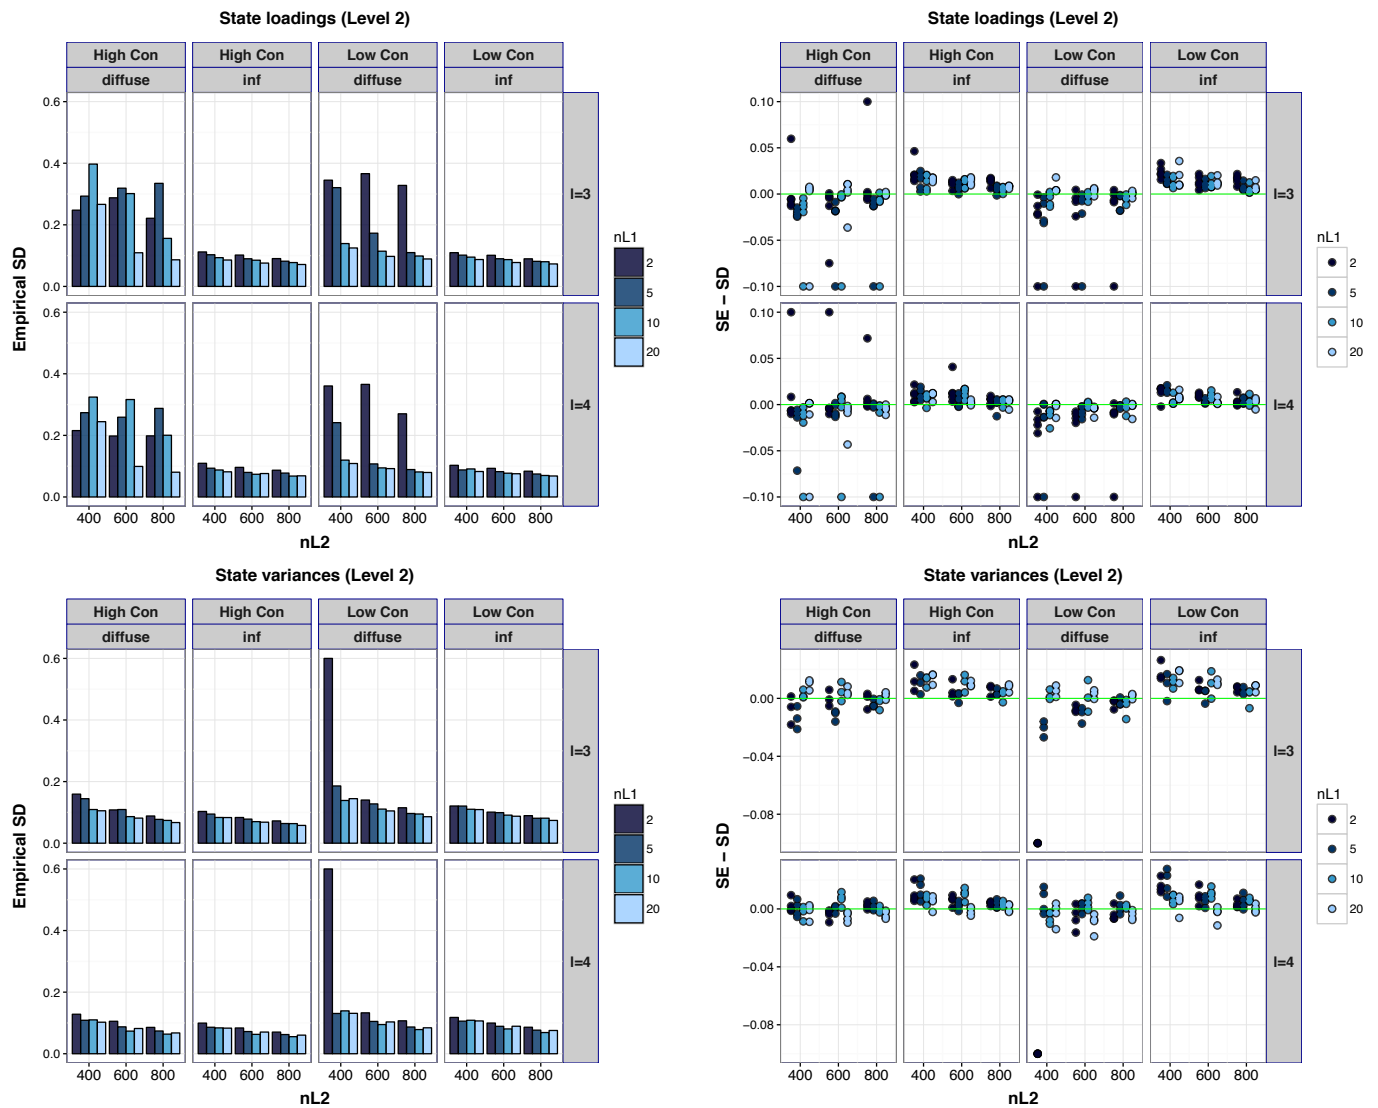 State loadings (Level 2)
High Con High Con Low Con Low Con
diffuse inf diffuse inf
0.6
0.4
0.2
0.0
l=3
0.6
0.4
0.2
0.0
l=4
Empirical SD
400 600 800 400 600 800 400 600 800 400 600 800
nL2
nL1
2
5
10
20
State loadings (Level 2)
High Con High Con Low Con Low Con
diffuse inf diffuse inf
0.10
0.05
0.00
−0.05
−0.10
l=3
0.10
0.05
0.00
−0.05
−0.10
l=4
SE − SD
400 600 800 400 600 800 400 600 800 400 600 800
nL2
nL1
2
5
10
20
State variances (Level 2)
High Con High Con Low Con Low Con
diffuse inf diffuse inf
0.6
0.4
0.2
0.0
l=3
0.6
0.4
0.2
0.0
l=4
Empirical SD
400 600 800 400 600 800 400 600 800 400 600 800
nL2
nL1
2
5
10
20
State variances (Level 2)
High Con High Con Low Con Low Con
diffuse inf diffuse inf
0.00
−0.04
−0.08
l=3
0.00
−0.04
−0.08
l=4
SE − SD
400 600 800 400 600 800 400 600 800 400 600 800
nL2
nL1
2
5
10
20